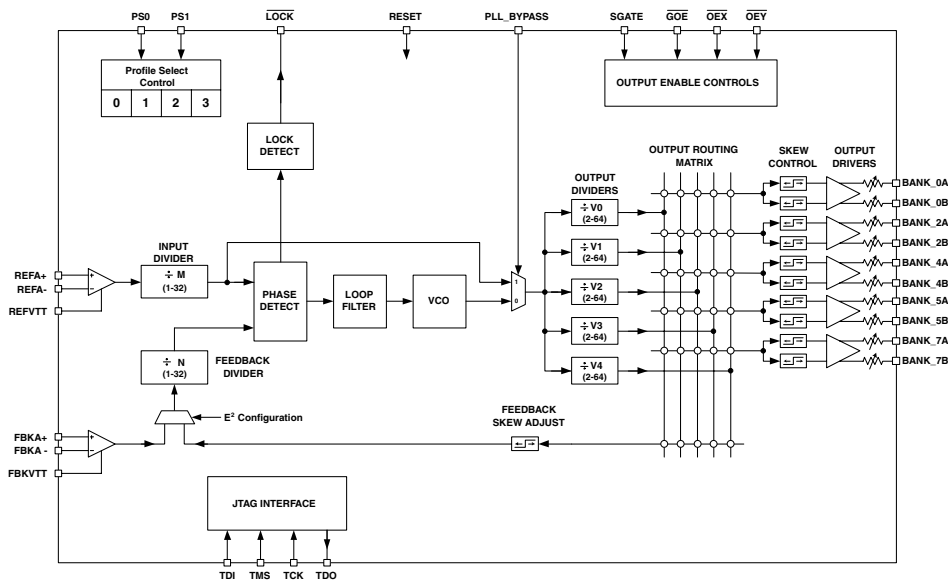 PS0 PS1 LOCK RESET PLL_BYPASS SGATE GOE OEX OEY
Profile Select
Control
0 1 2 3
OUTPUT ENABLE CONTROLS
LOCK
DETECT
OUTPUT ROUTING
MATRIX
SKEW
CONTROL
OUTPUT
DRIVERS
OUTPUT
DIVIDERS
BANK_0A
BANK_0B
BANK_2A
BANK_2B
BANK_4A
BANK_4B
BANK_5A
BANK_5B
BANK_7A
BANK_7B
÷ V0
(2-64)
÷ V1
(2-64)
÷ V2
(2-64)
÷ V3
(2-64)
÷ V4
(2-64)
INPUT
DIVIDER
REFA+
REFA-
REFVTT
+
−
÷ M
(1-32)
PHASE
DETECT
LOOP
FILTER
VCO
1
0
÷ N
(1-32)
FEEDBACK
DIVIDER
E² Configuration
FEEDBACK
SKEW ADJUST
FBKA+
FBKA -
FBKVTT
+
−
JTAG INTERFACE
TDI TMS TCK TDO